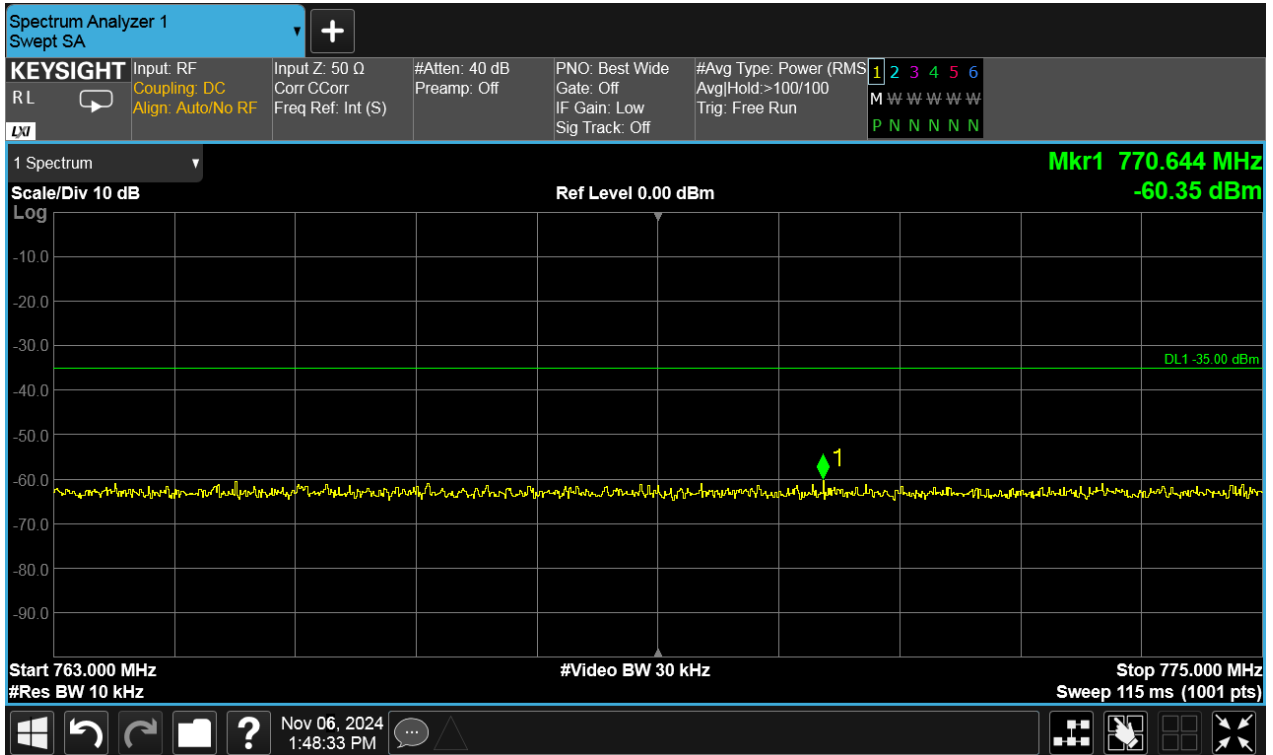 Spectrum Analyzer 1
Swept SA
+
KEYSIGHT
RL
LXI
Input: RF
Coupling: DC
Align: Auto/No RF
Input Z: 50 Ω
Corr CCorr
Freq Ref: Int (S)
#Atten: 40 dB
Preamp: Off
PNO: Best Wide
Gate: Off
IF Gain: Low
Sig Track: Off
#Avg Type: Power (RMS
Avg|Hold:>100/100
Trig: Free Run
1 2 3 4 5 6
M W W W W W
P N N N N N
1 Spectrum
Mkr1 770.644 MHz
-60.35 dBm
Scale/Div 10 dB
Ref Level 0.00 dBm
Log
-10.0
-20.0
-30.0
DL1 -35.00 dBm
-40.0
-50.0
1
-60.0
-70.0
-80.0
-90.0
Start 763.000 MHz
#Video BW 30 kHz
Stop 775.000 MHz
#Res BW 10 kHz
Sweep 115 ms (1001 pts)
?
Nov 06, 2024
1:48:33 PM